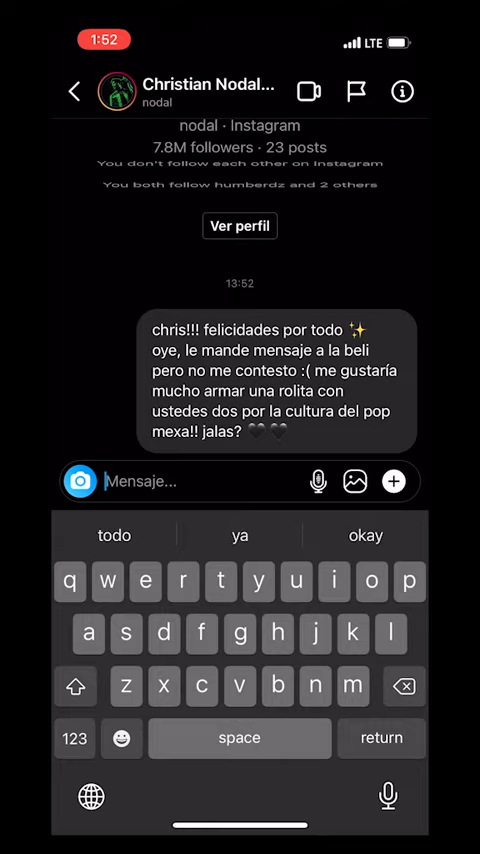 1:52
LTE
Christian Nodal...
nodal
nodal · Instagram
7.8M followers · 23 posts
You don't follow each other on Instagram
You both follow humberdz and 2 others
Ver perfil
13:52
chris!!! felicidades por todo ✨
oye, le mande mensaje a la beli
pero no me contesto :( me gustaría
mucho armar una rolita con
ustedes dos por la cultura del pop
mexa!! jalas? 🖤🖤
Mensaje...
todo ya okay
q w e r t y u i o p
a s d f g h j k l
z x c v b n m
123 space return